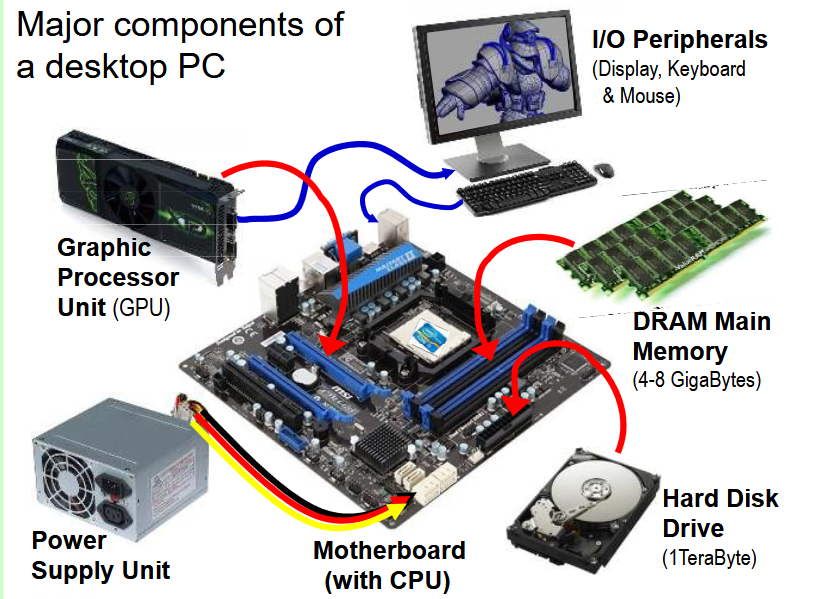 Major components of
a desktop PC
I/O Peripherals
(Display, Keyboard
& Mouse)
Graphic
Processor
Unit (GPU)
DRAM Main
Memory
(4-8 GigaBytes)
Power
Supply Unit
Motherboard
(with CPU)
Hard Disk
Drive
(1TeraByte)